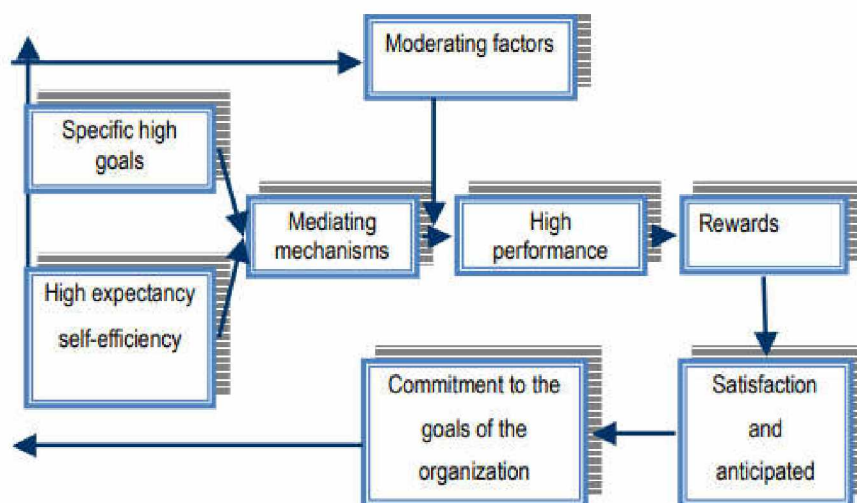 Moderating factors
Specific high
goals
Mediating
mechanisms
High
performance
Rewards
High expectancy
self-efficiency
Commitment to the
goals of the
organization
Satisfaction
and
anticipated